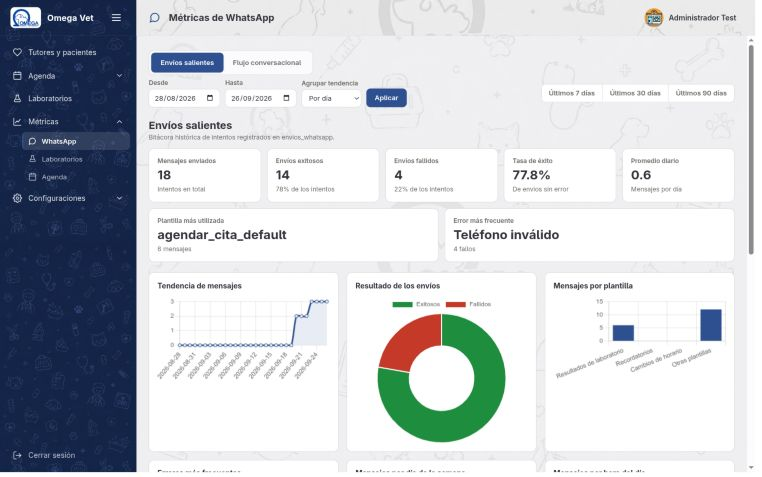 OMEGA
Omega Vet
Métricas de WhatsApp
Administrador Test
Tutores y pacientes
Agenda
Laboratorios
Métricas
WhatsApp
Laboratorios
Agenda
Configuraciones
Cerrar sesión
Envíos salientes
Flujo conversacional
Desde
Hasta
Agrupar tendencia
28/08/2026
26/09/2026
Por día
Aplicar
Últimos 7 días
Últimos 30 días
Últimos 90 días
Envíos salientes
Bitácora histórica de intentos registrados en envios_whatsapp.
Mensajes enviados
18
Intentos en total
Envíos exitosos
14
78% de los intentos
Envíos fallidos
4
22% de los intentos
Tasa de éxito
77.8%
De envíos sin error
Promedio diario
0.6
Mensajes por día
Plantilla más utilizada
agendar_cita_default
6 mensajes
Error más frecuente
Teléfono inválido
4 fallos
Tendencia de mensajes
3
2
1
0
2026-08-28
2026-08-31
2026-09-03
2026-09-06
2026-09-09
2026-09-12
2026-09-15
2026-09-18
2026-09-21
2026-09-24
Resultado de los envíos
Exitosos
Fallidos
Mensajes por plantilla
15
10
5
0
Resultados de laboratorio
Recordatorios
Cambios de horario
Otras plantillas